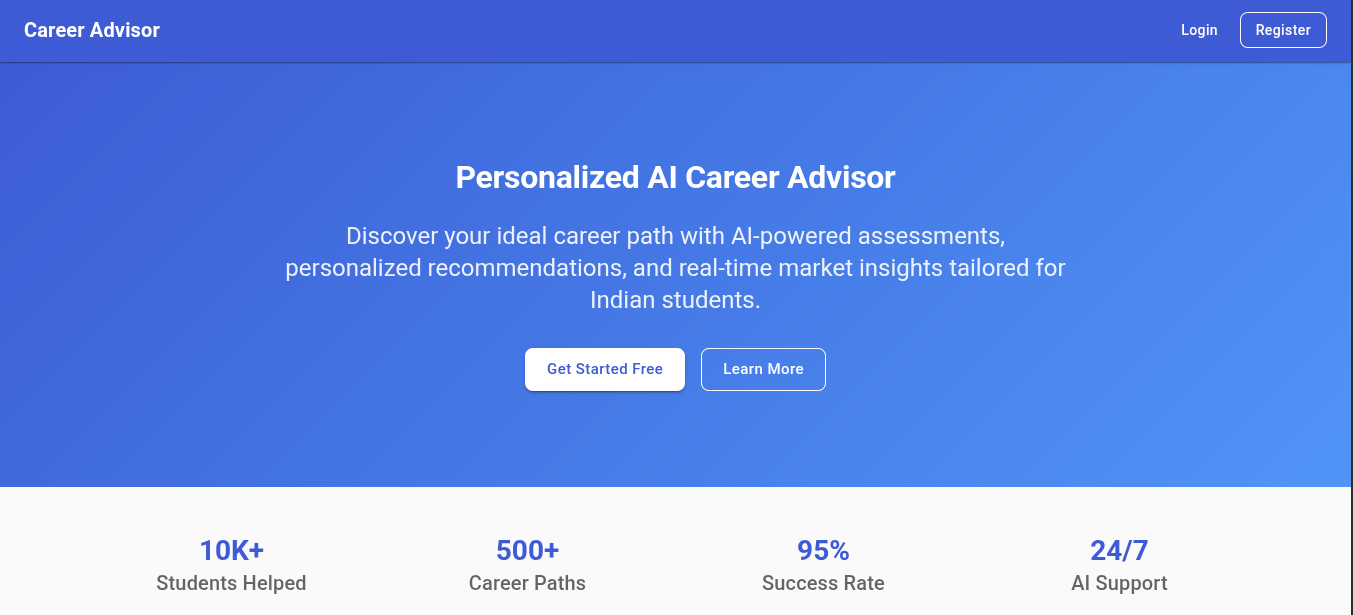 Career Advisor
Login
Register
Personalized AI Career Advisor
Discover your ideal career path with AI-powered assessments,
personalized recommendations, and real-time market insights tailored for
Indian students.
Get Started Free
Learn More
10K+
Students Helped
500+
Career Paths
95%
Success Rate
24/7
AI Support